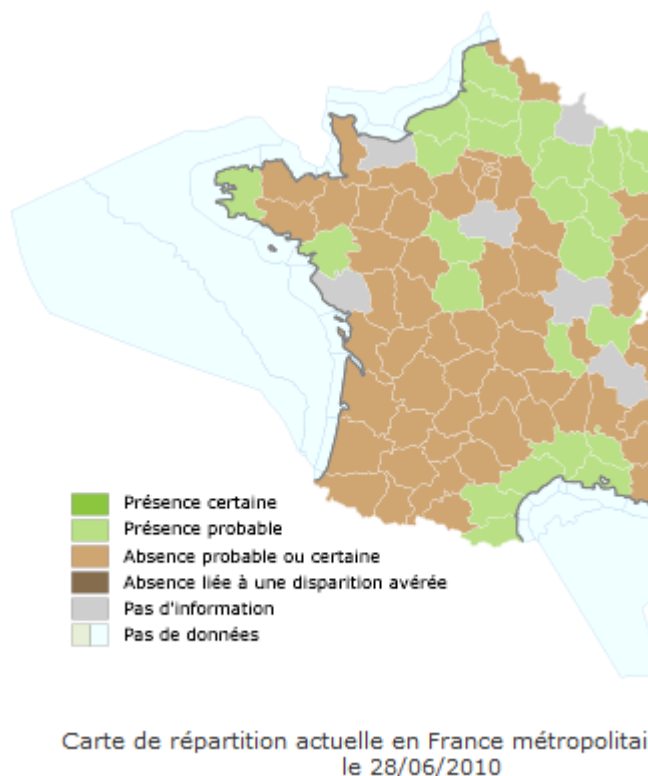 Présence certaine
Présence probable
Absence probable ou certaine
Absence liée à une disparition avérée
Pas d'information
Pas de données
Carte de répartition actuelle en France métropolitai
le 28/06/2010